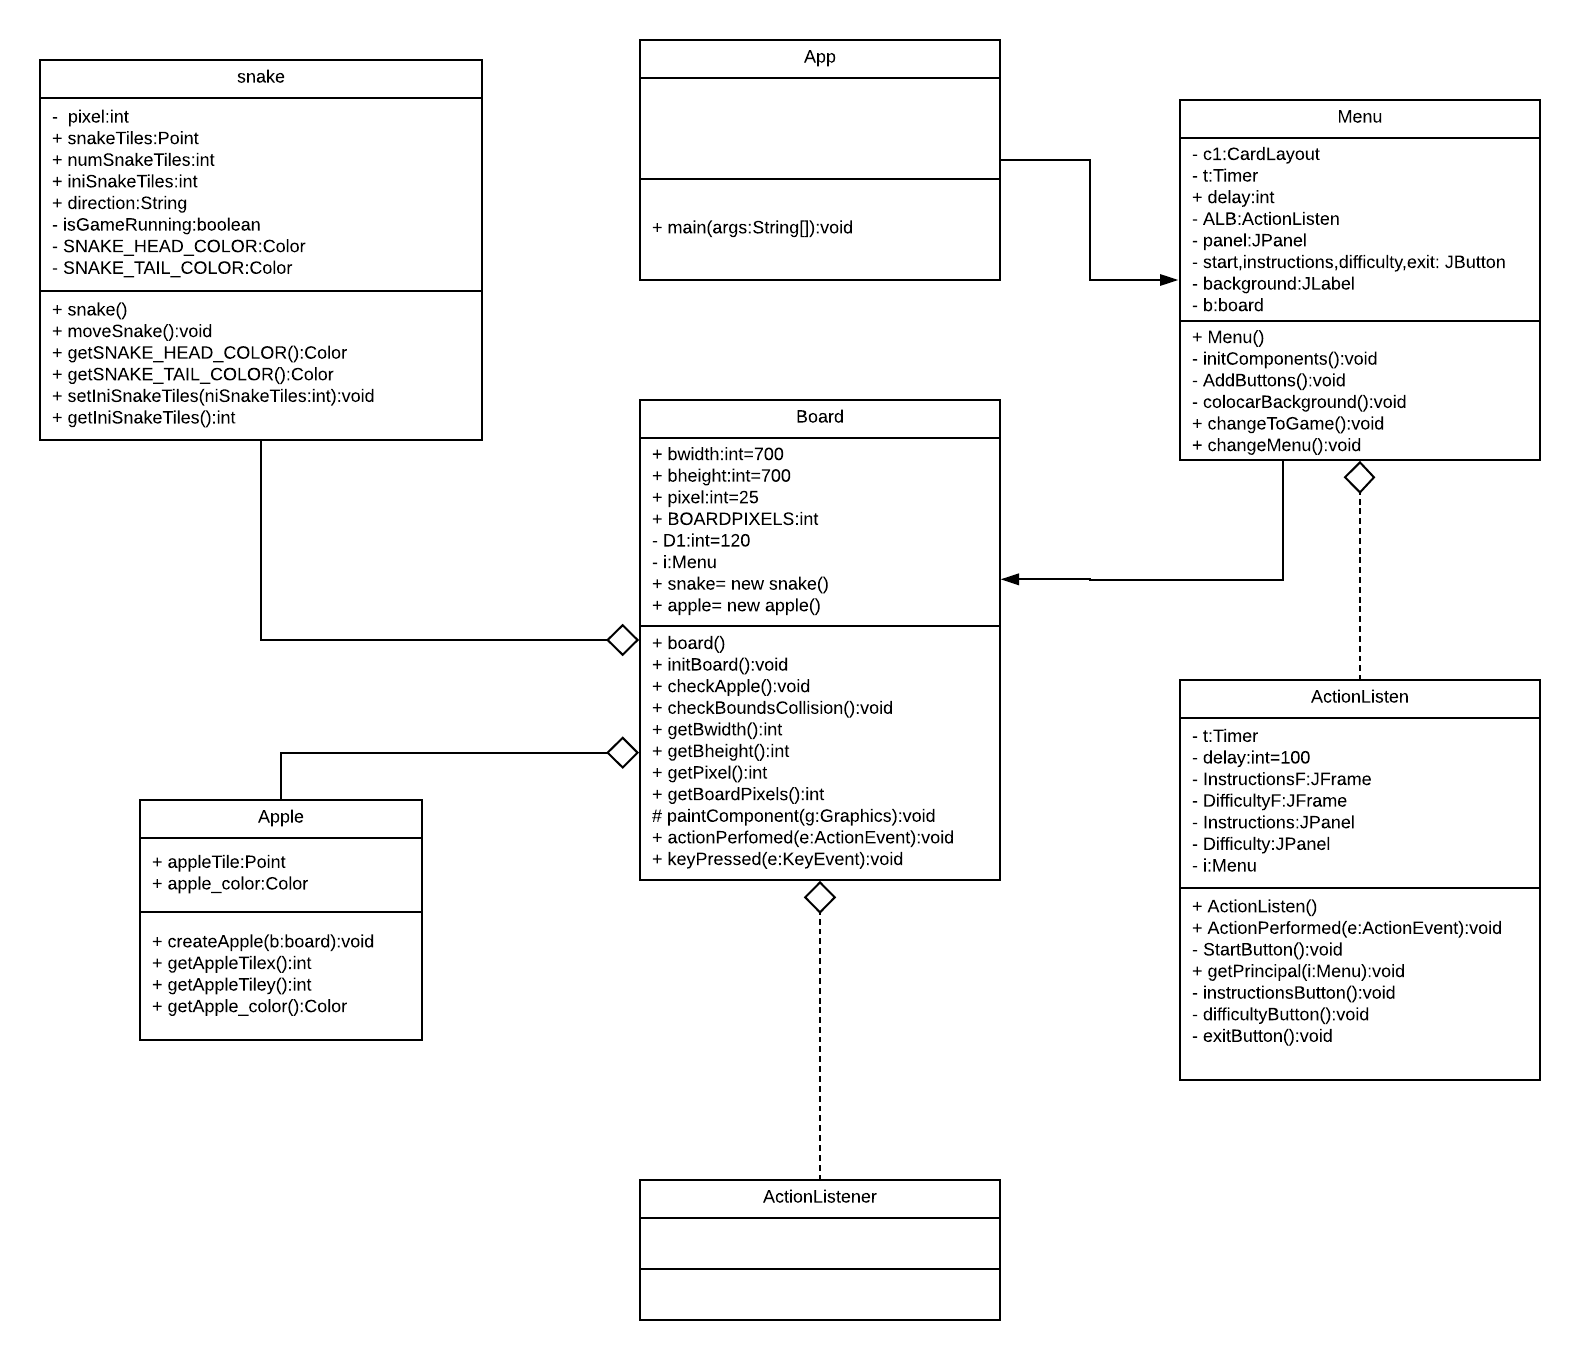 snake
- pixel:int
+ snakeTiles:Point
+ numSnakeTiles:int
+ iniSnakeTiles:int
+ direction:String
- isGameRunning:boolean
- SNAKE_HEAD_COLOR:Color
- SNAKE_TAIL_COLOR:Color
+ snake()
+ moveSnake():void
+ getSNAKE_HEAD_COLOR():Color
+ getSNAKE_TAIL_COLOR():Color
+ setIniSnakeTiles(niSnakeTiles:int):void
+ getIniSnakeTiles():int
App
+ main(args:String[]):void
Menu
- c1:CardLayout
- t:Timer
+ delay:int
- ALB:ActionListen
- panel:JPanel
- start,instructions,difficulty,exit: JButton
- background:JLabel
- b:board
+ Menu()
- initComponents():void
- AddButtons():void
- colocarBackground():void
+ changeToGame():void
+ changeMenu():void
Board
+ bwidth:int=700
+ bheight:int=700
+ pixel:int=25
+ BOARDPIXELS:int
- D1:int=120
- i:Menu
+ snake= new snake()
+ apple= new apple()
+ board()
+ initBoard():void
+ checkApple():void
+ checkBoundsCollision():void
+ getBwidth():int
+ getBheight():int
+ getPixel():int
+ getBoardPixels():int
# paintComponent(g:Graphics):void
+ actionPerfomed(e:ActionEvent):void
+ keyPressed(e:KeyEvent):void
Apple
+ appleTile:Point
+ apple_color:Color
+ createApple(b:board):void
+ getAppleTilex():int
+ getAppleTiley():int
+ getApple_color():Color
ActionListen
- t:Timer
- delay:int=100
- InstructionsF:JFrame
- DifficultyF:JFrame
- Instructions:JPanel
- Difficulty:JPanel
- i:Menu
+ ActionListen()
+ ActionPerformed(e:ActionEvent):void
- StartButton():void
+ getPrincipal(i:Menu):void
- instructionsButton():void
- difficultyButton():void
- exitButton():void
ActionListener